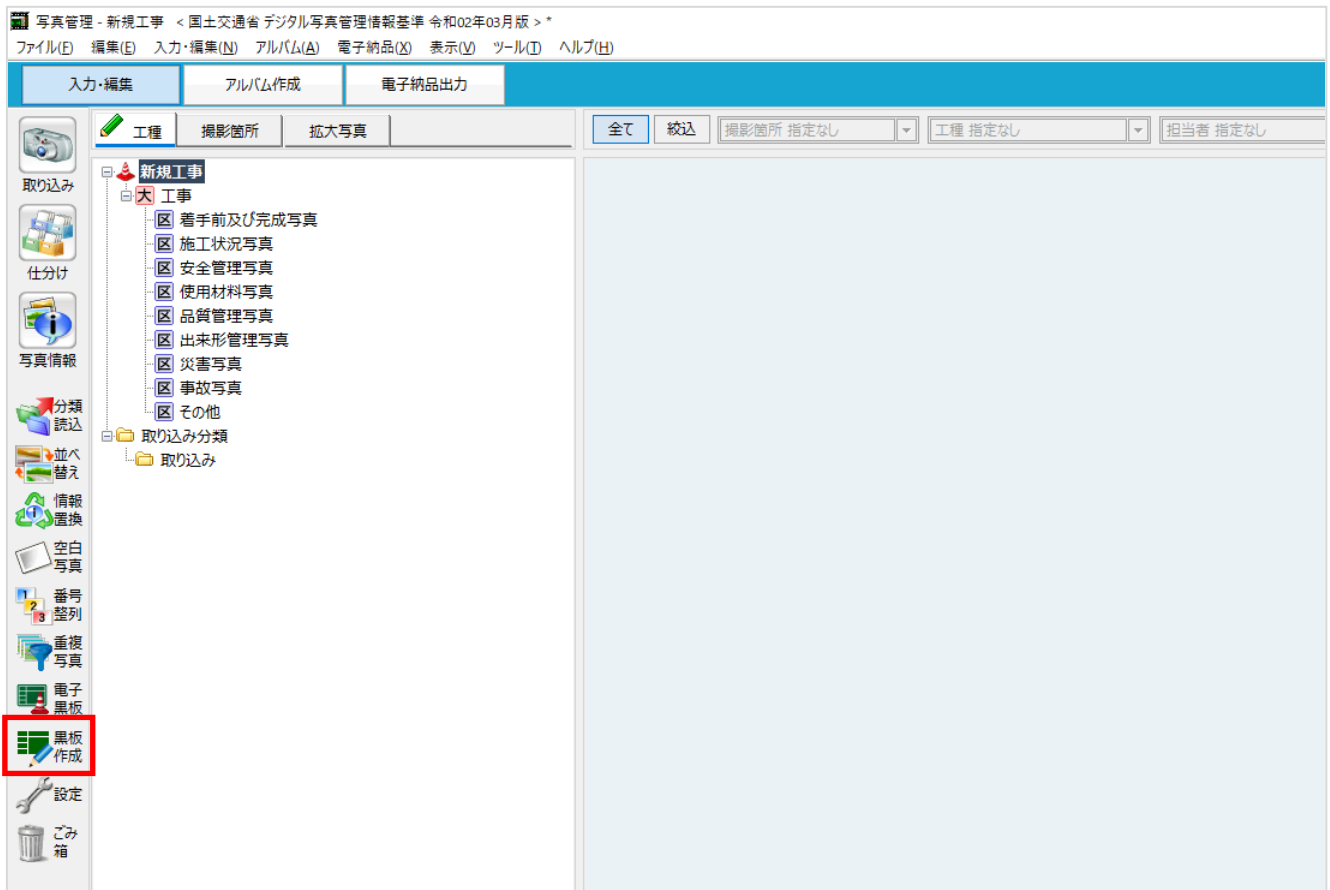 写真管理 - 新規工事 < 国土交通省 デジタル写真管理情報基準 令和02年03月版 > *
ファイル(F) 編集(E) 入力・編集(N) アルバム(A) 電子納品(X) 表示(V) ツール(T) ヘルプ(H)
入力・編集 アルバム作成 電子納品出力
工種 撮影箇所 拡大写真
全て 絞込 撮影箇所 指定なし 工種 指定なし 担当者 指定なし
取り込み
仕分け
写真情報
分類
読込
並べ
替え
情報
置換
空白
写真
1 2 3 番号
整列
重複
写真
電子
黒板
黒板
作成
設定
ごみ
箱
新規工事
大 工事
区 着手前及び完成写真
区 施工状況写真
区 安全管理写真
区 使用材料写真
区 品質管理写真
区 出来形管理写真
区 災害写真
区 事故写真
区 その他
取り込み分類
取り込み